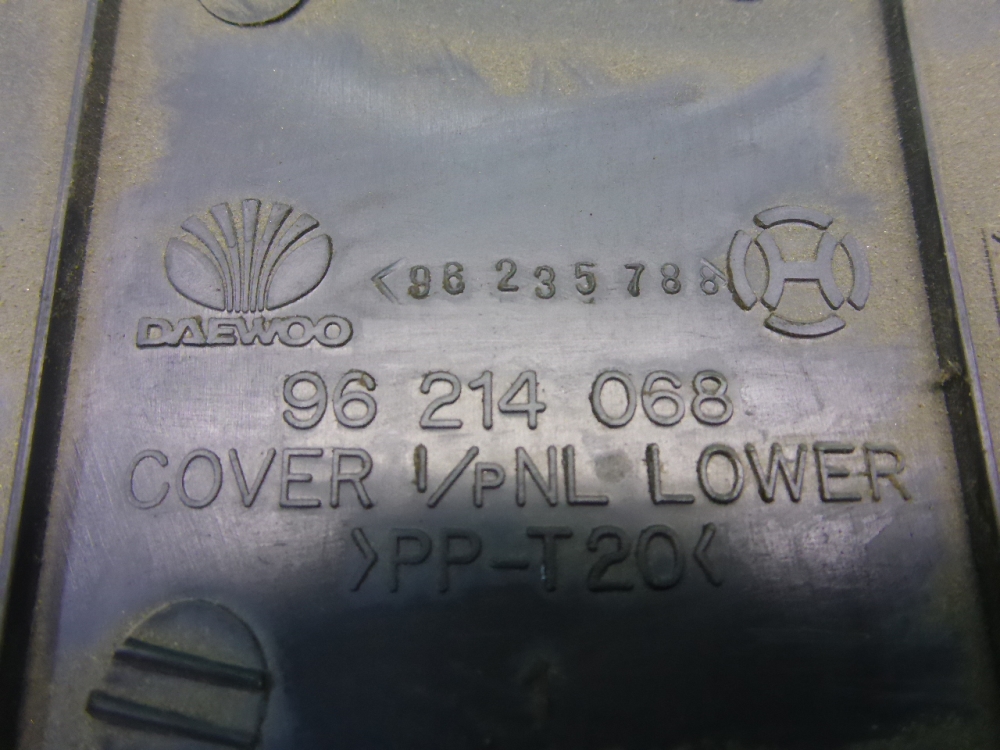 <96 235 788>
DAEWOO
96 214 068
COVER I/PNL LOWER
>PP-T20<